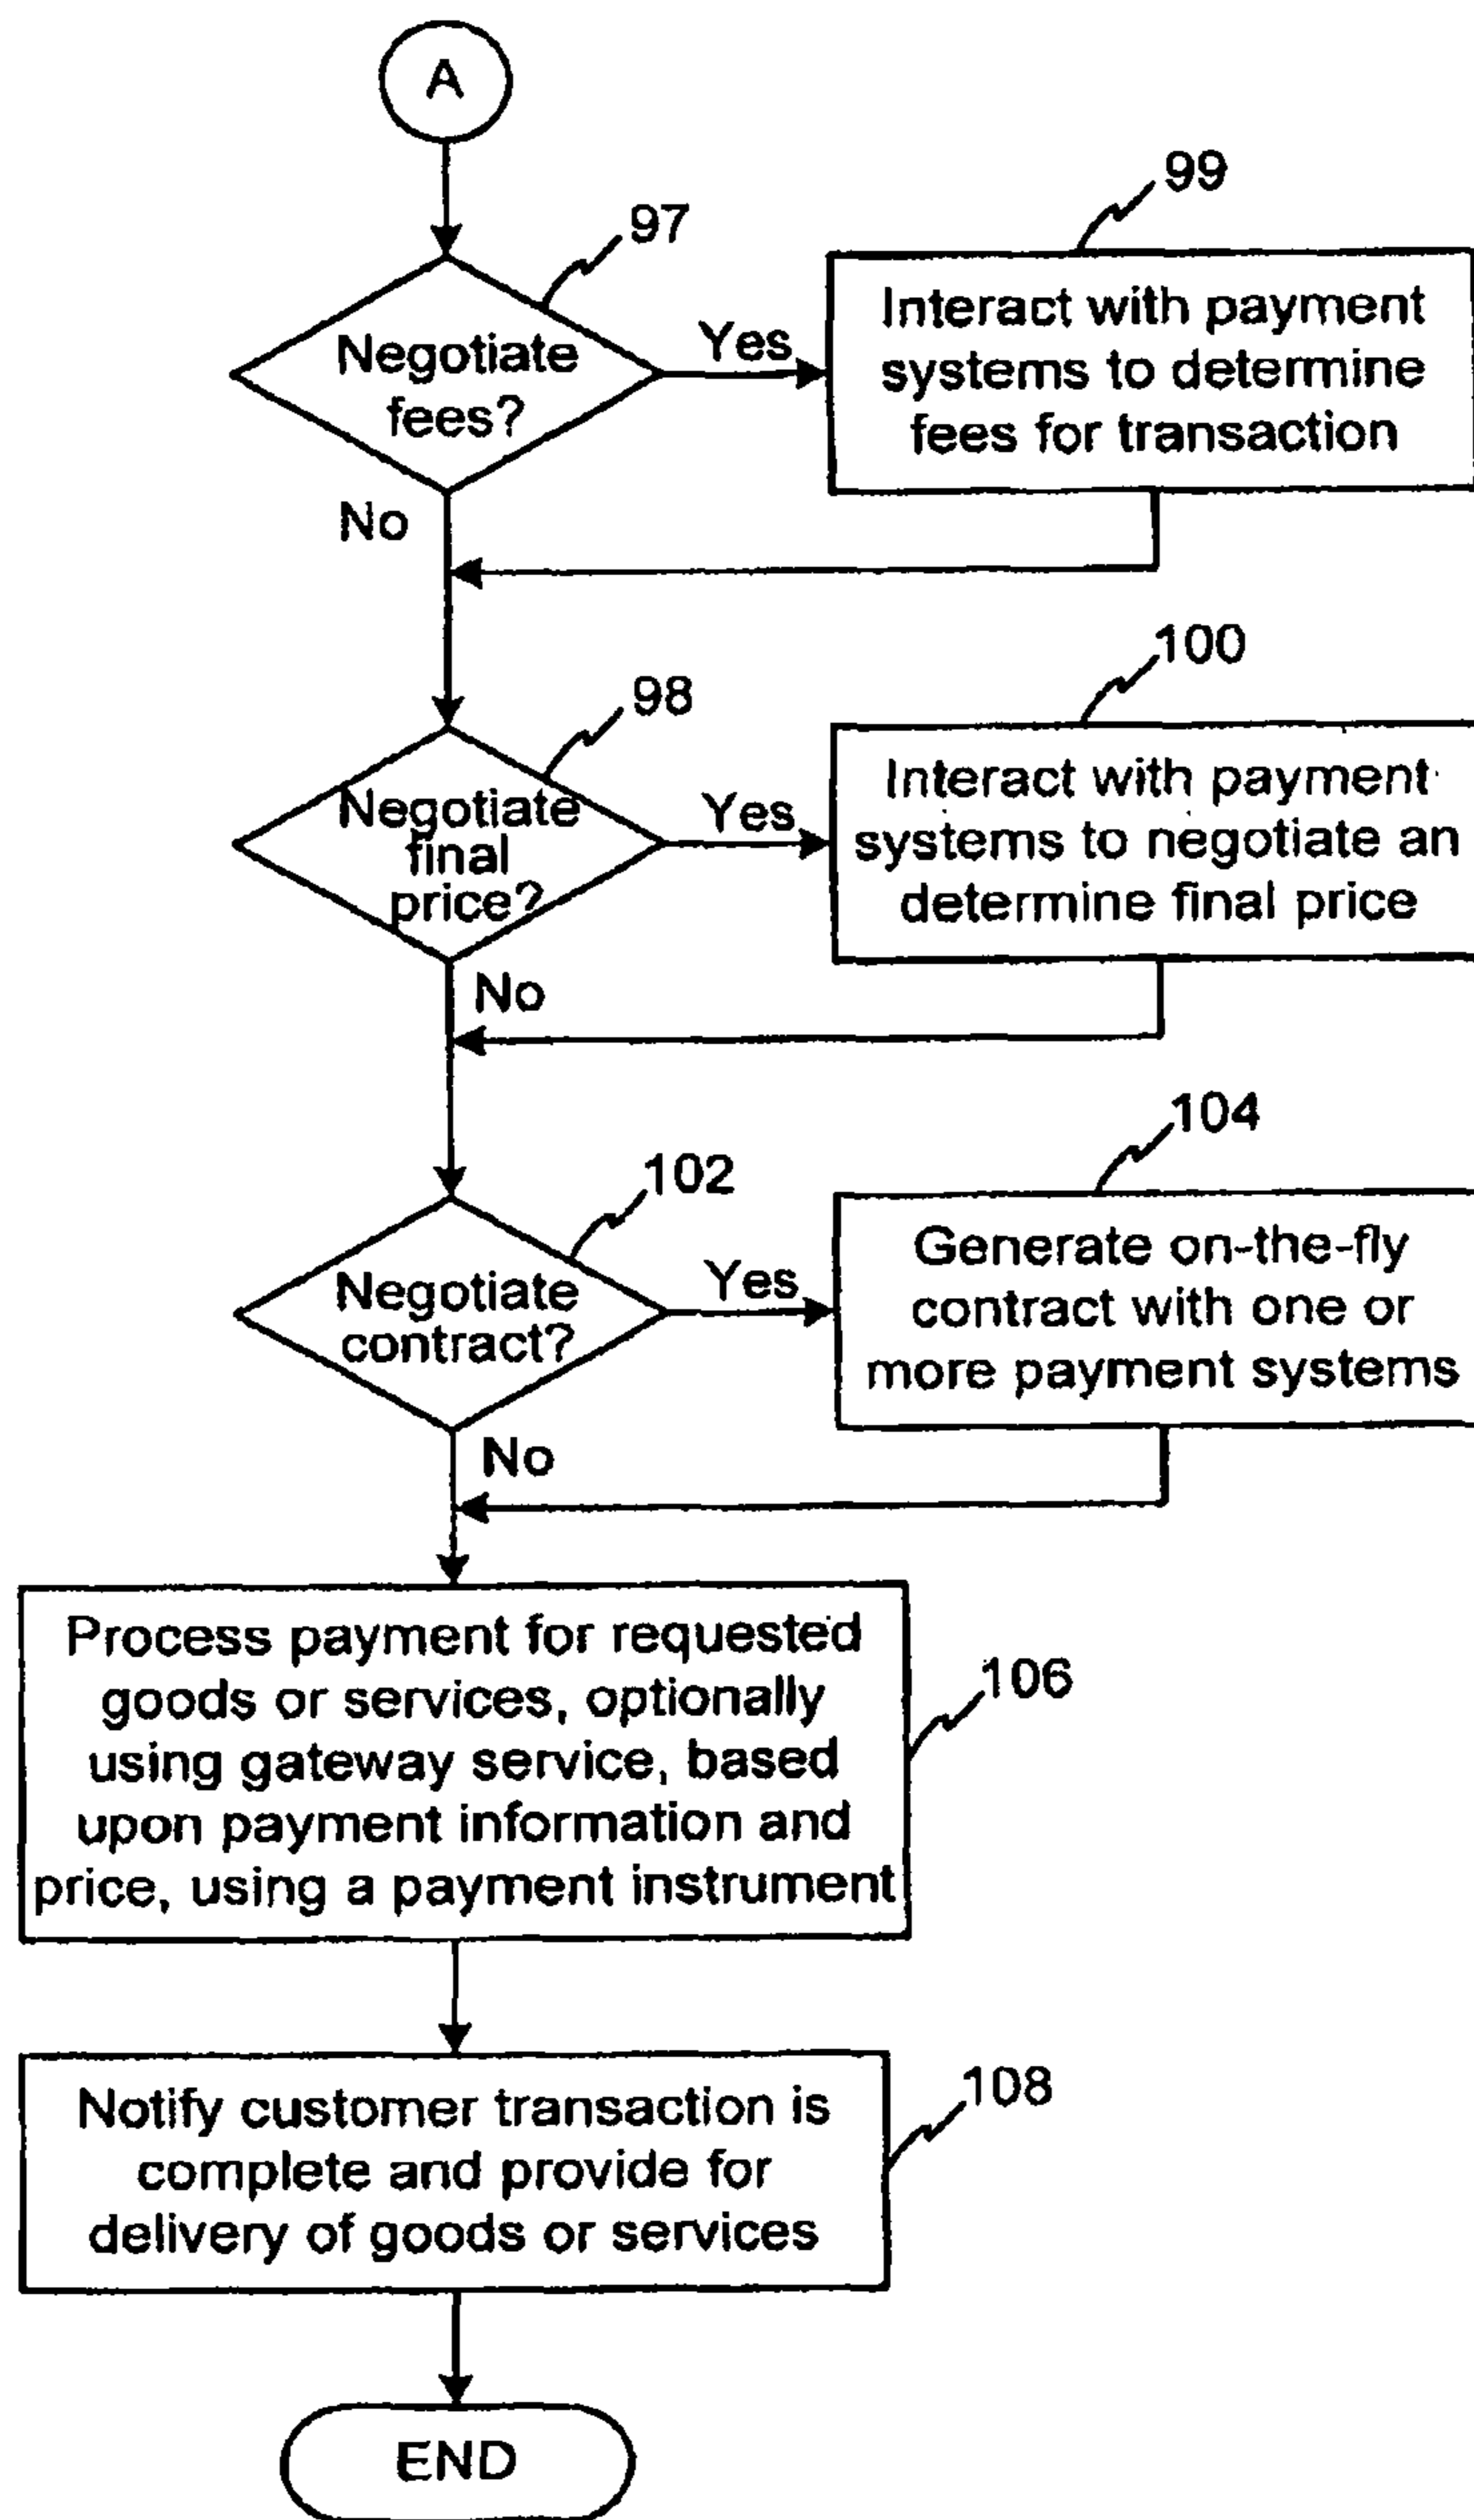 A
97
Negotiate
fees?
Yes
99
Interact with payment
systems to determine
fees for transaction
No
98
Negotiate
final
price?
Yes
100
Interact with payment
systems to negotiate an
determine final price
No
102
Negotiate
contract?
Yes
104
Generate on-the-fly
contract with one or
more payment systems
No
Process payment for requested
goods or services, optionally
using gateway service, based
upon payment information and
price, using a payment instrument
106
Notify customer transaction is
complete and provide for
delivery of goods or services
108
END